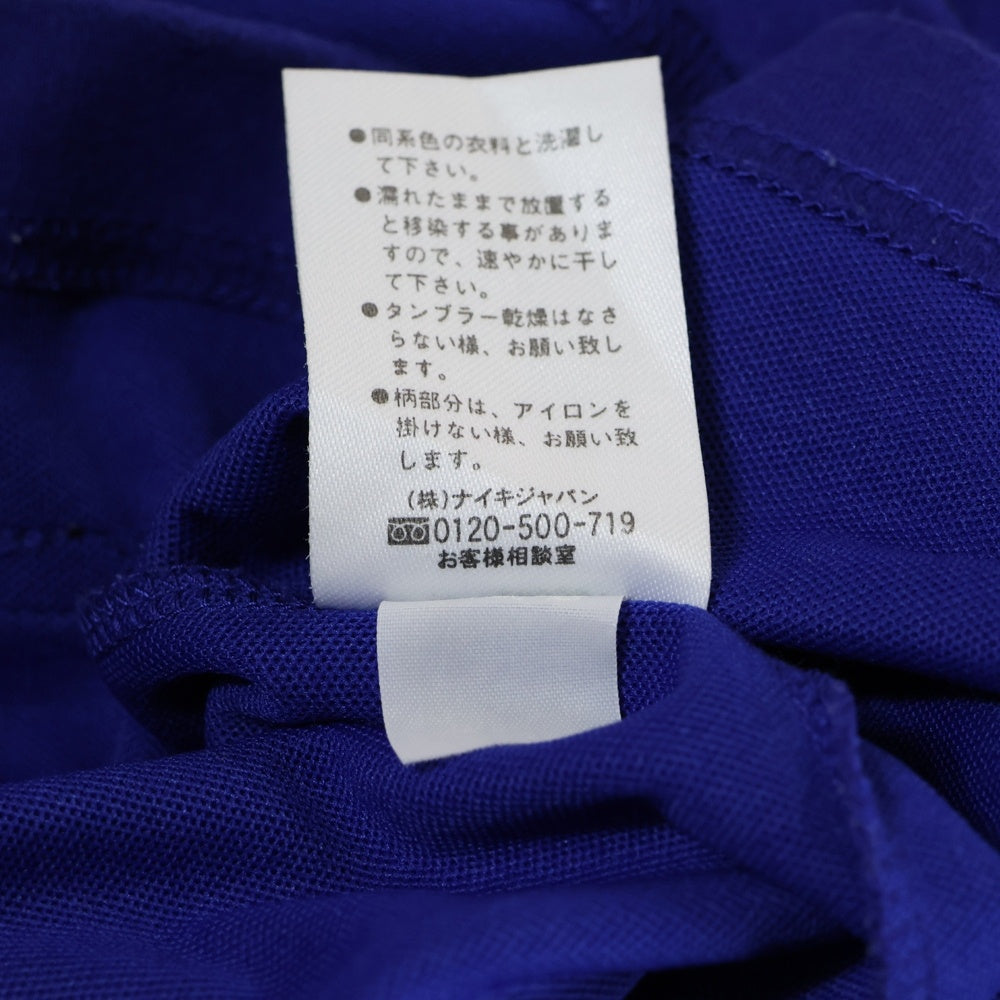 ●同系色の衣料と洗濯し
て下さい。
●濡れたままで放置する
と移染する事がありま
すので、速やかに干し
て下さい。
●タンブラー乾燥はなさ
らない様、お願い致し
ます。
●柄部分は、アイロンを
掛けない様、お願い致
します。
(株)ナイキジャパン
0120-500-719
お客様相談室